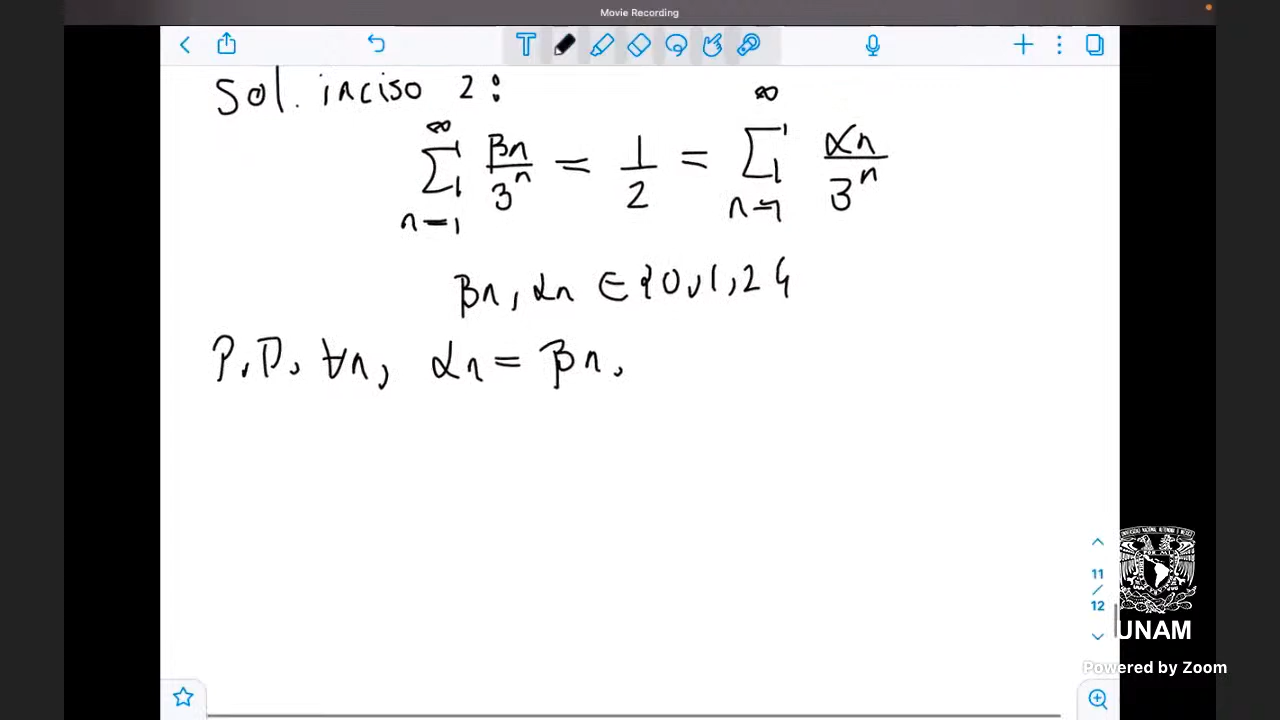 Movie Recording
Sol. inciso 2:
∑_{n=1}^{∞} βn/3^n = 1/2 = ∑_{n=1}^{∞} αn/3^n
βn, αn ∈ {0,1,2}
P.D. ∀n, αn = βn.
11
/
12
UNAM
Powered by Zoom